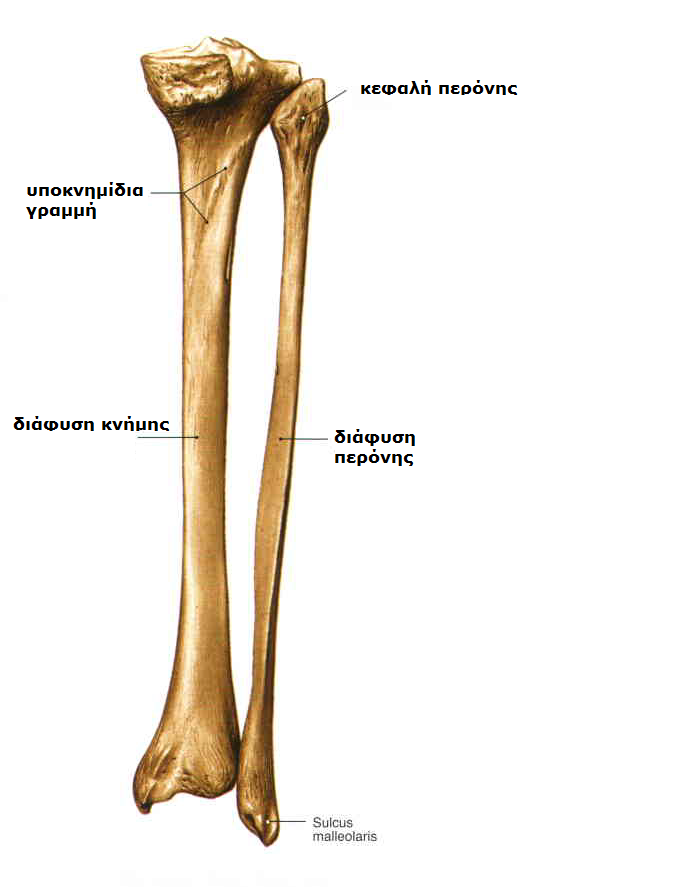 κεφαλή περόνης
υποκνημίδια
γραμμή
διάφυση κνήμης
διάφυση
περόνης
Sulcus
malleolaris